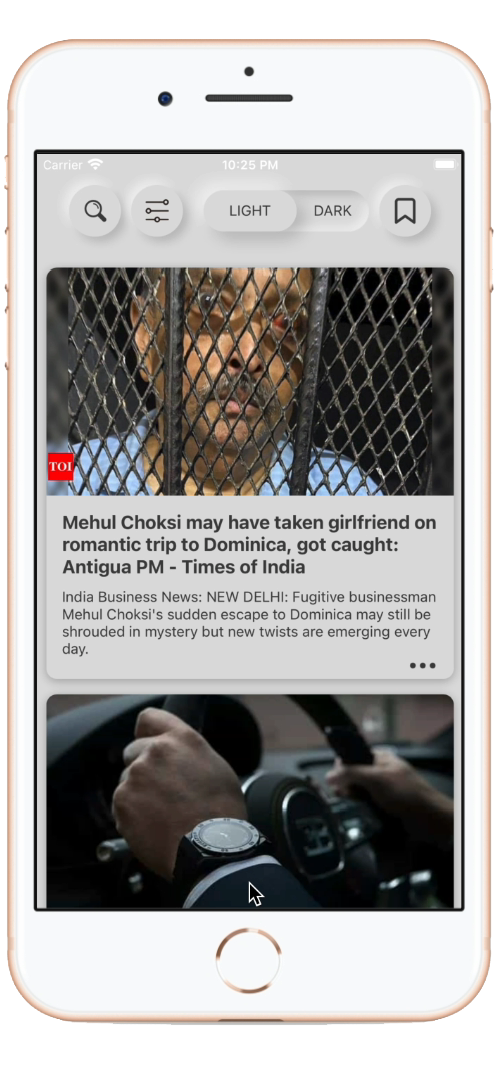 Carrier 10:25 PM
LIGHT DARK
TOI
Mehul Choksi may have taken girlfriend on
romantic trip to Dominica, got caught:
Antigua PM - Times of India
India Business News: NEW DELHI: Fugitive businessman
Mehul Choksi's sudden escape to Dominica may still be
shrouded in mystery but new twists are emerging every
day.